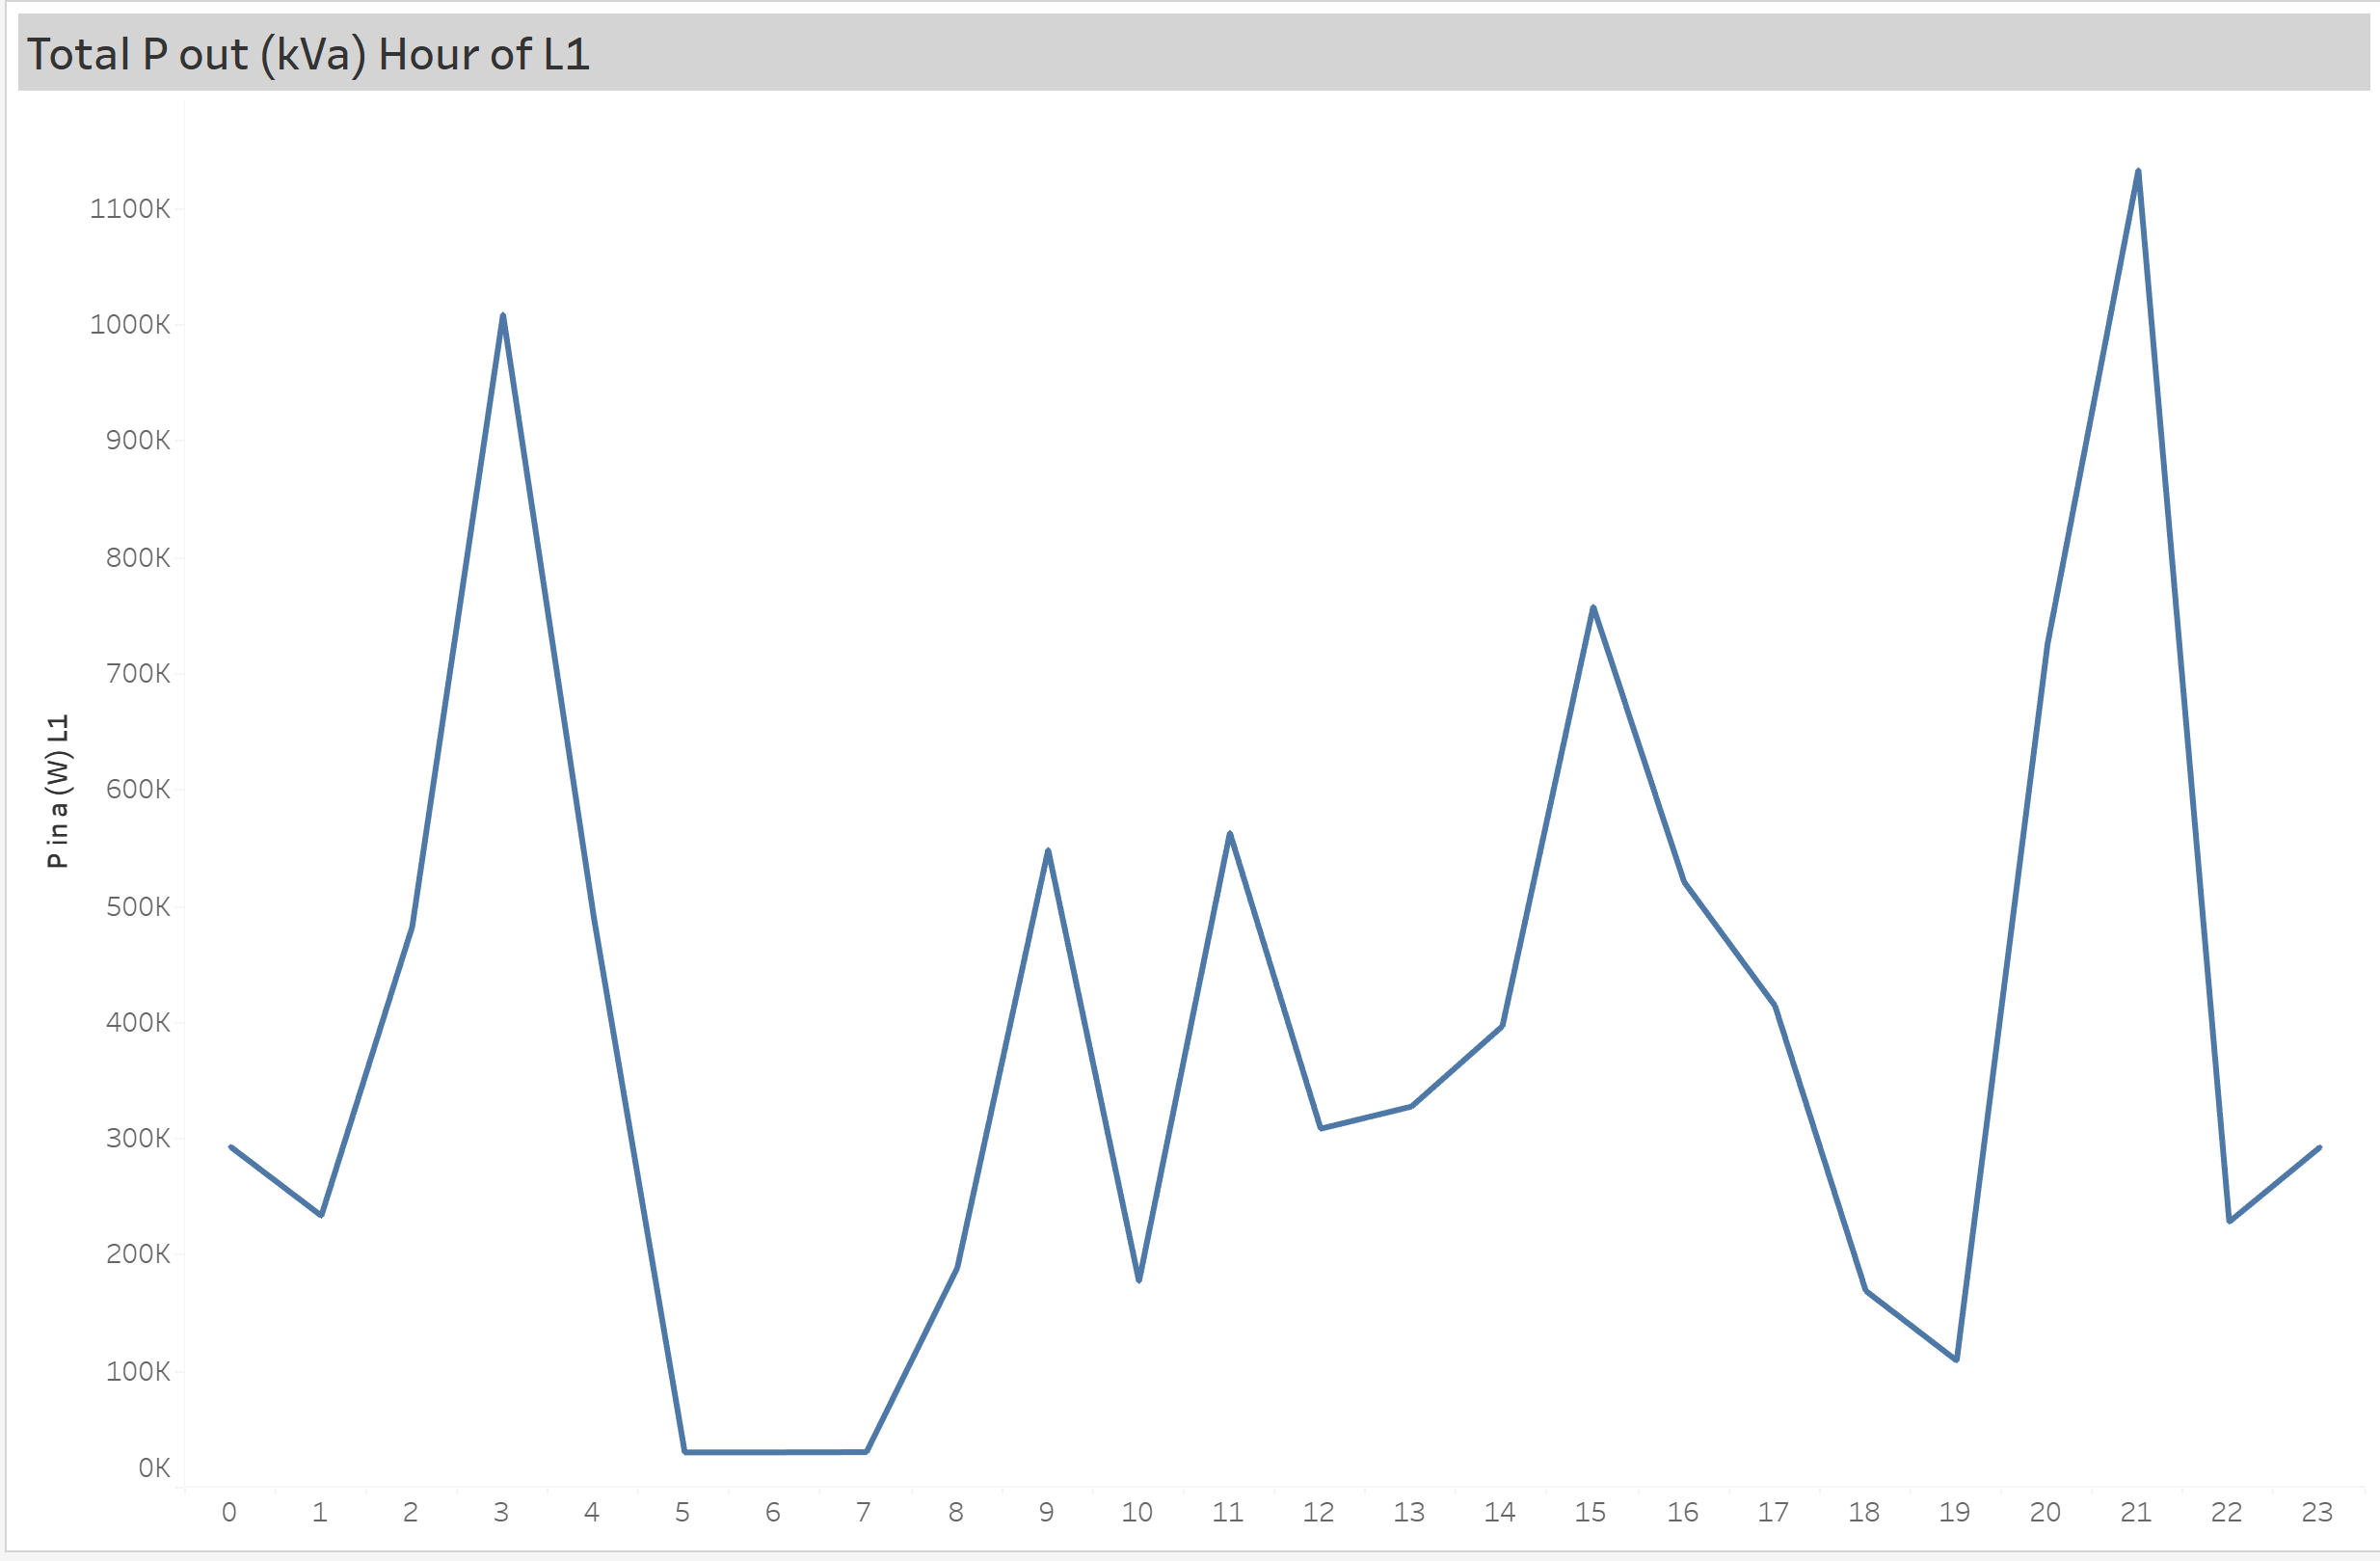 Total P out (kVa) Hour of L1
1100K
1000K
900K
800K
700K
600K
500K
400K
300K
200K
100K
0K
P in a (W) L1
0 1 2 3 4 5 6 7 8 9 10 11 12 13 14 15 16 17 18 19 20 21 22 23